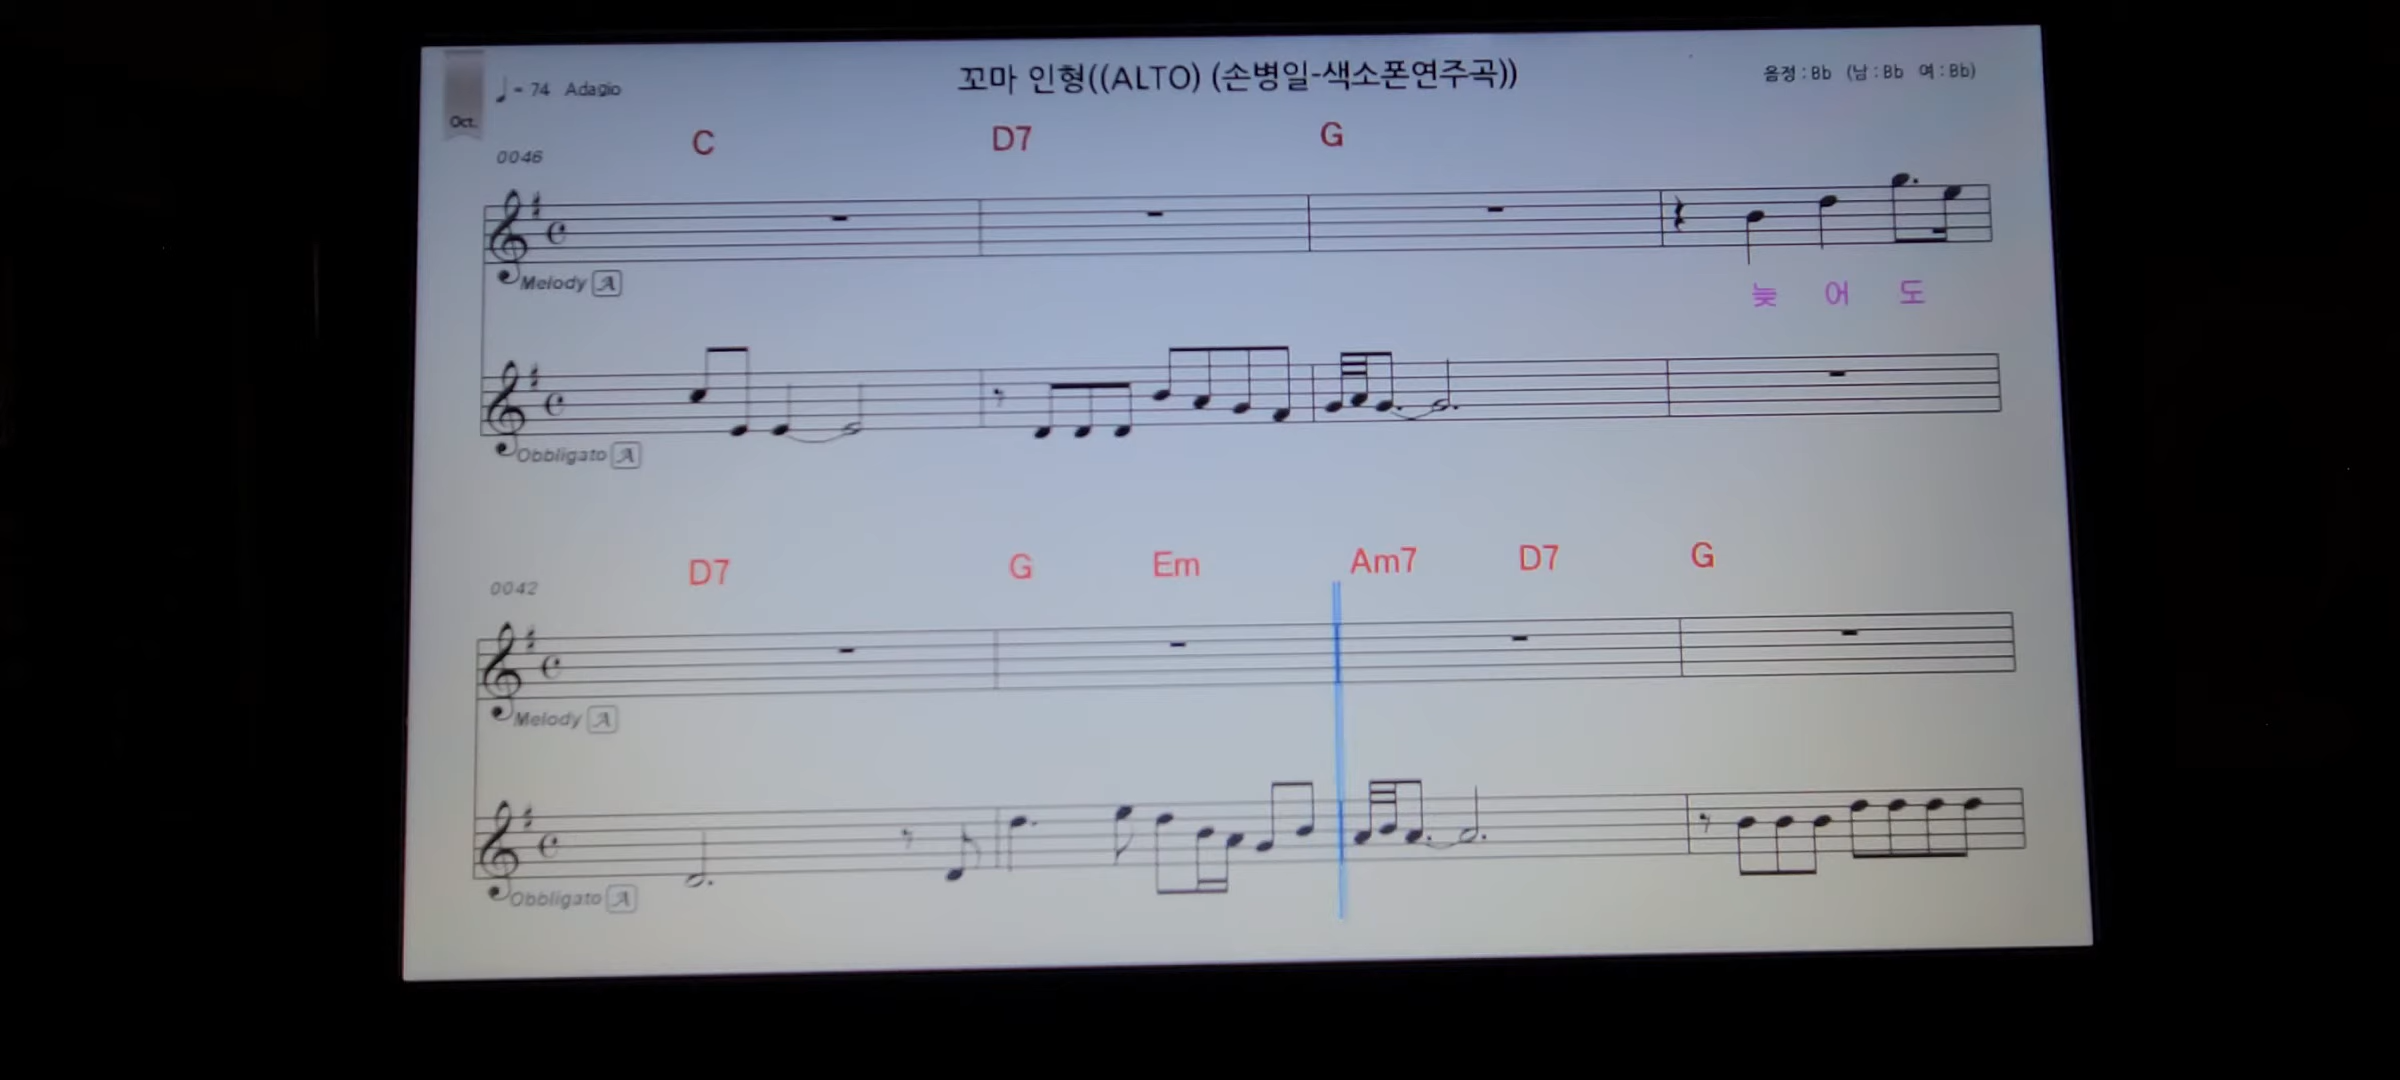 ♩= 74 Adagio
꼬마 인형((ALTO) (손병일-색소폰연주곡))
음정 : Bb (남 : Bb 여 : Bb)
Oct.
0046
C D7 G
Melody A
늦 어 도
Obbligato A
0042
D7 G Em Am7 D7 G
Melody A
Obbligato A